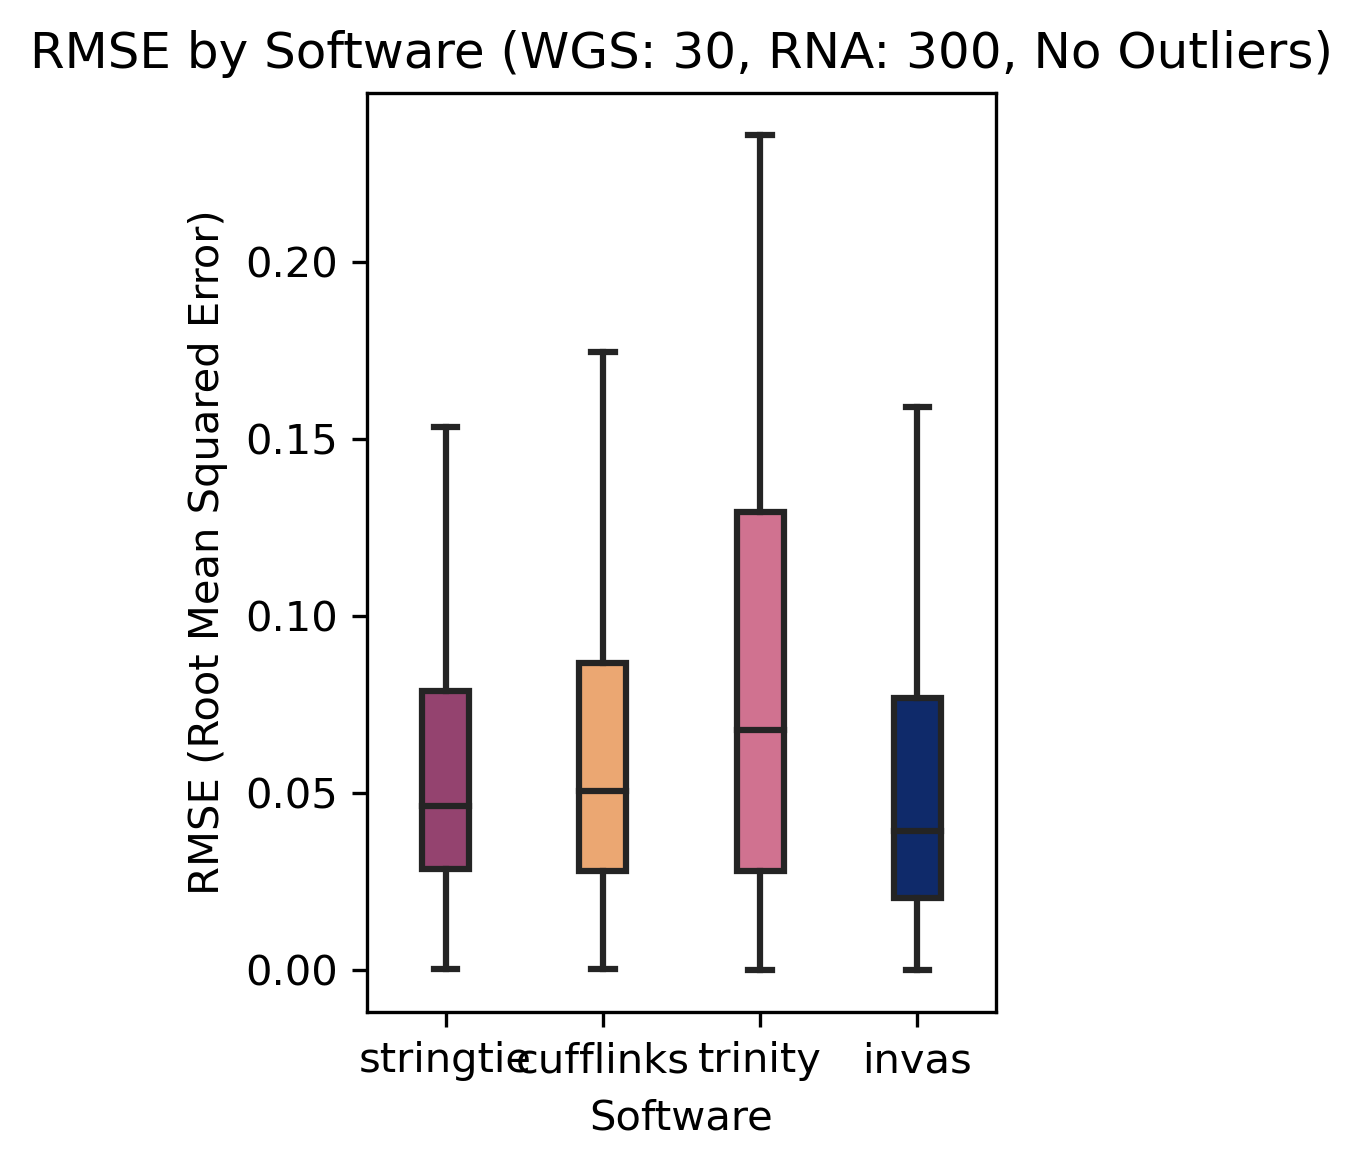 RMSE by Software (WGS: 30, RNA: 300, No Outliers)
RMSE (Root Mean Squared Error)
0.20
0.15
0.10
0.05
0.00
stringtie cufflinks trinity invas
Software